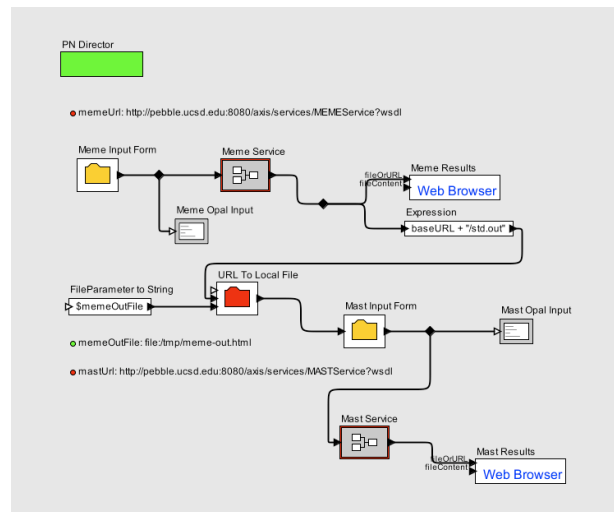 PN Director
memeUrl: http://pebble.ucsd.edu:8080/axis/services/MEMEService?wsdl
Meme Input Form
Meme Service
Meme Results
fileOrURL
fileContent
Web Browser
Meme Opal Input
Expression
baseURL + "/std.out"
FileParameter to String
$memeOutFile
URL To Local File
Mast Input Form
Mast Opal Input
memeOutFile: file:/tmp/meme-out.html
mastUrl: http://pebble.ucsd.edu:8080/axis/services/MASTService?wsdl
Mast Service
Mast Results
fileOrURL
fileContent
Web Browser